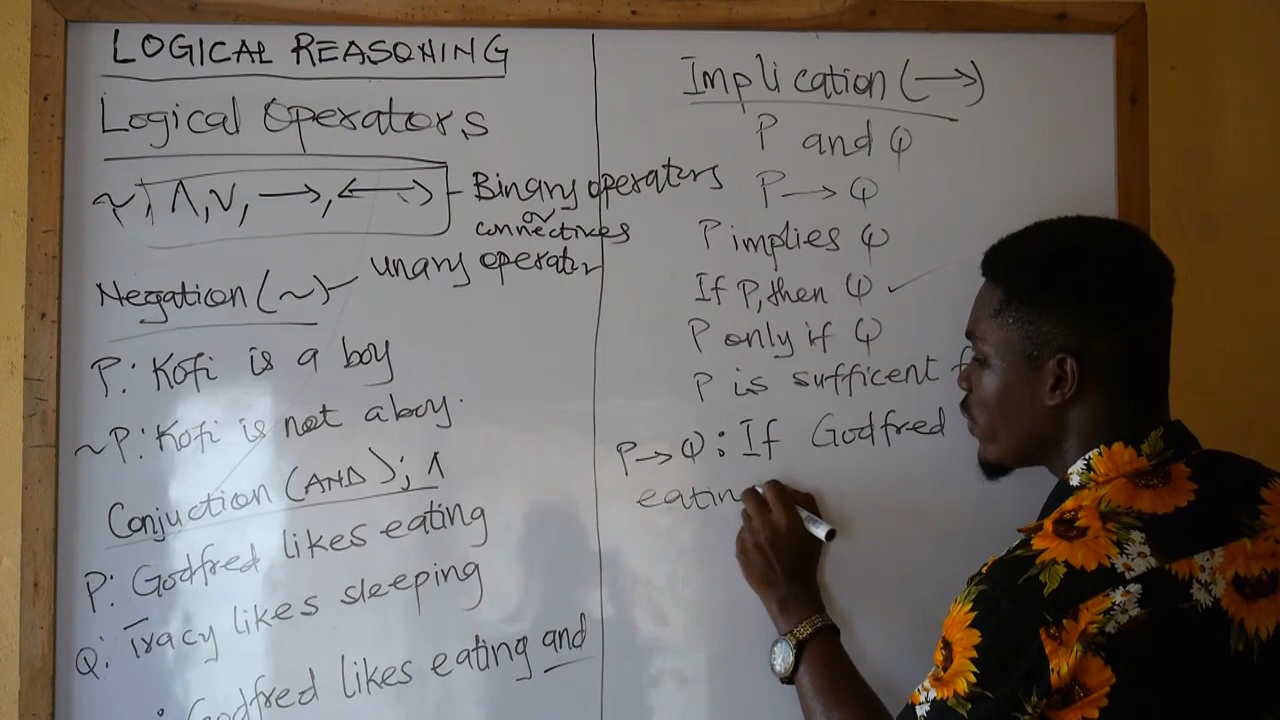 LOGICAL REASONING
Logical Operators
~, ∧, ∨, →, ↔ - Binary operators
or
connectives
Negation (~) - unary operator
P: Kofi is a boy
~P: Kofi is not a boy.
Conjuction (AND); ∧
P: Godfred likes eating
Q: Tracy likes sleeping
Godfred likes eating and
Implication (→)
P and Q
P → Q
P implies Q
If P, then Q ✓
P only if Q
P is sufficent f
P → Q : If Godfred
eatin